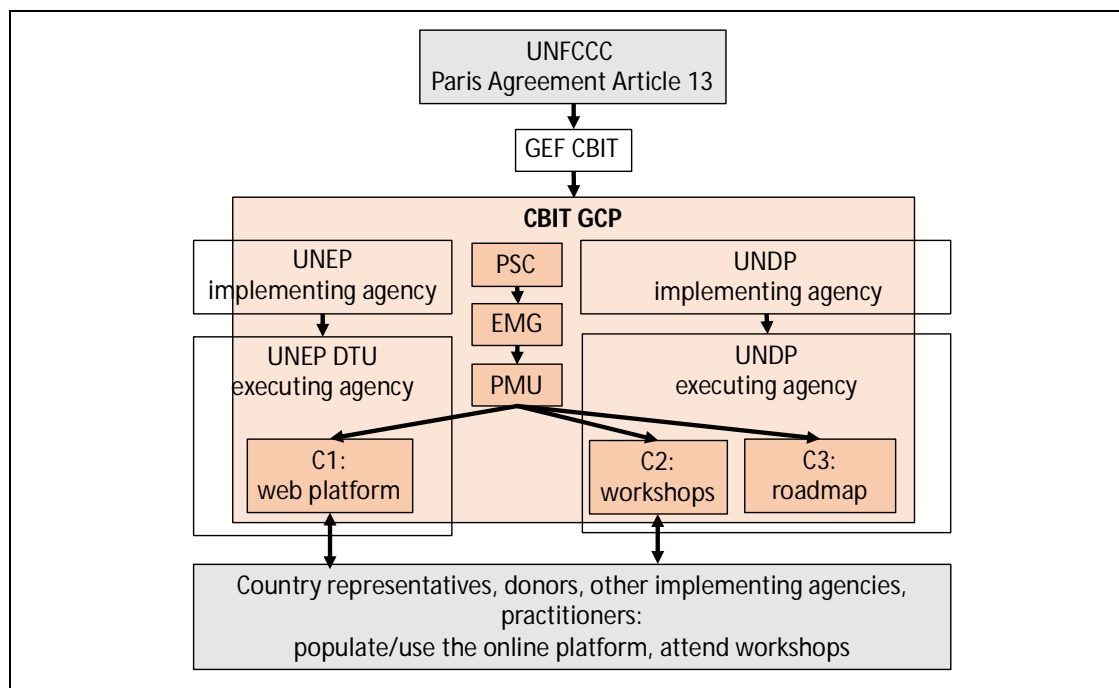 UNFCCC
Paris Agreement Article 13
GEF CBIT
CBIT GCP
UNEP
implementing agency
PSC
UNDP
implementing agency
EMG
UNEP DTU
executing agency
PMU
UNDP
executing agency
C1:
web platform
C2:
workshops
C3:
roadmap
Country representatives, donors, other implementing agencies,
practitioners:
populate/use the online platform, attend workshops